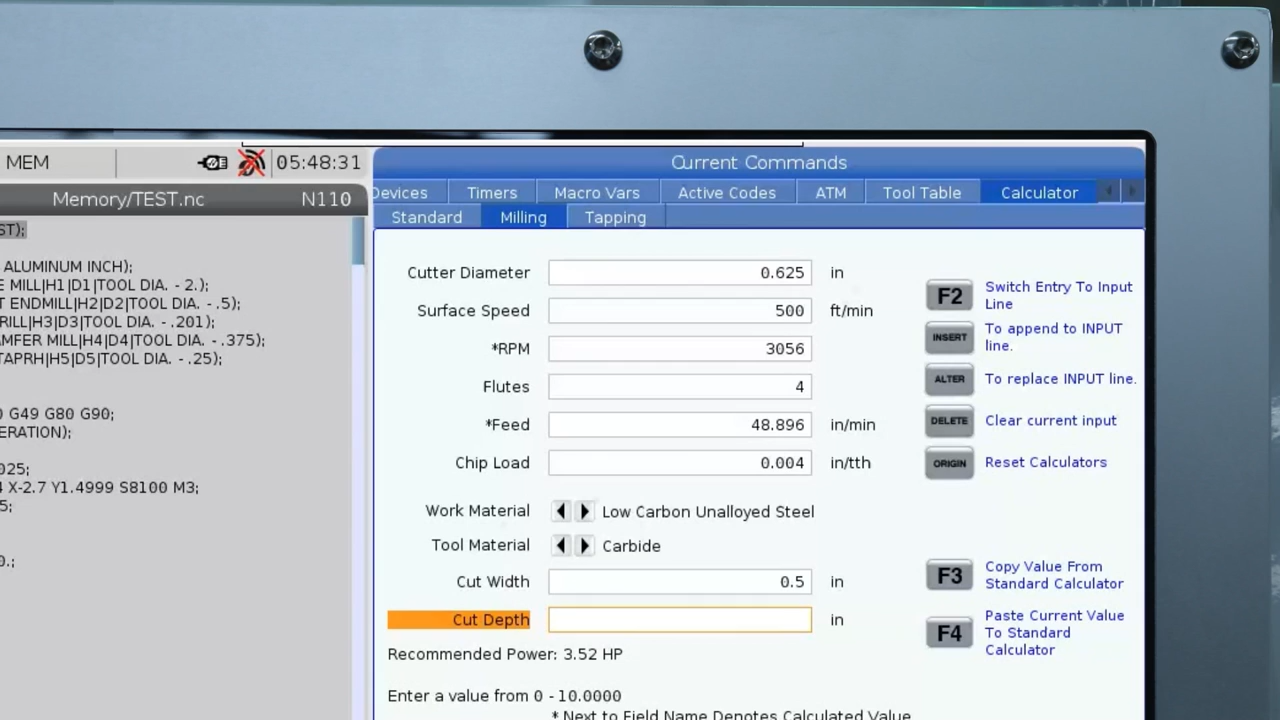 MEM 05:48:31
Memory/TEST.nc N110
ST);
ALUMINUM INCH);
E MILL|H1|D1|TOOL DIA. - 2.);
T ENDMILL|H2|D2|TOOL DIA. - .5);
RILL|H3|D3|TOOL DIA. - .201);
AMFER MILL|H4|D4|TOOL DIA. - .375);
TAPRH|H5|D5|TOOL DIA. - .25);
0 G49 G80 G90;
ERATION);
025;
4 X-2.7 Y1.4999 S8100 M3;
5;
0.;
Current Commands
Devices Timers Macro Vars Active Codes ATM Tool Table Calculator
Standard Milling Tapping
Cutter Diameter 0.625 in
Surface Speed 500 ft/min
*RPM 3056
Flutes 4
*Feed 48.896 in/min
Chip Load 0.004 in/tth
Work Material Low Carbon Unalloyed Steel
Tool Material Carbide
Cut Width 0.5 in
Cut Depth in
Recommended Power: 3.52 HP
Enter a value from 0 - 10.0000
* Next to Field Name Denotes Calculated Value
F2 Switch Entry To Input
Line
INSERT To append to INPUT
line.
ALTER To replace INPUT line.
DELETE Clear current input
ORIGIN Reset Calculators
F3 Copy Value From
Standard Calculator
F4 Paste Current Value
To Standard
Calculator